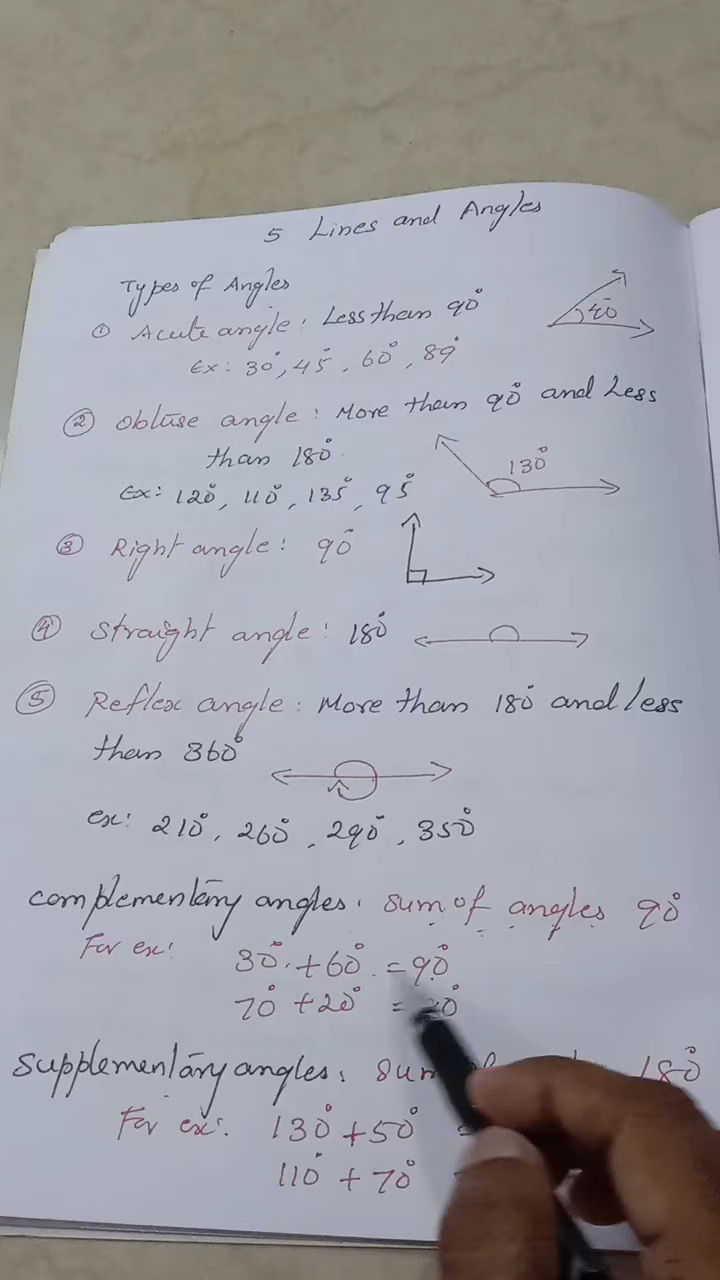 5 Lines and Angles
Types of Angles
① Acute angle: Less than 90°
40°
Ex: 30°, 45°, 60°, 89°
② Obtuse angle: More than 90° and Less
than 180°
130°
Ex: 120°, 110°, 135°, 95°
③ Right angle: 90°
④ Straight angle: 180°
⑤ Reflex angle: More than 180° and less
than 360°
ex: 210°, 260°, 290°, 350°
complementary angles: sum of angles 90°
For ex: 30° + 60° = 90°
70° + 20° = 90°
supplementary angles: sum 180°
For ex: 130° + 50° =
110° + 70°